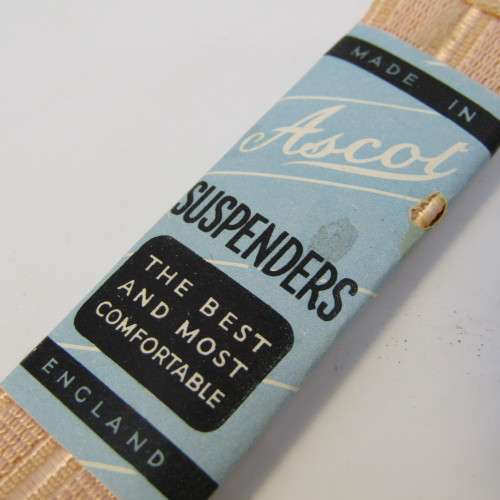 MADE IN
Ascot
SUSPENDERS
THE BEST
AND MOST
COMFORTABLE
ENGLAND